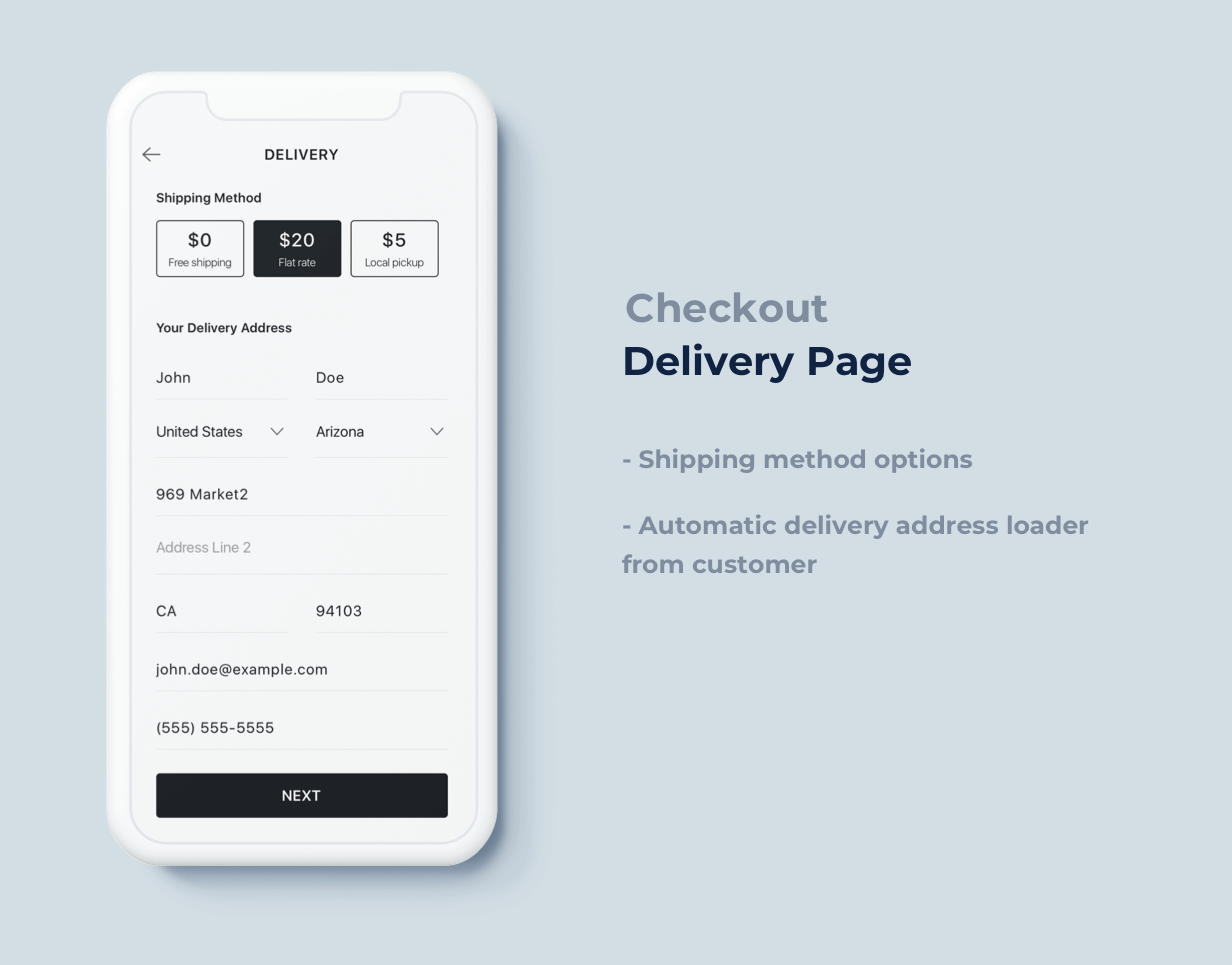 DELIVERY
Shipping Method
$0 $20 $5
Free shipping Flat rate Local pickup
Your Delivery Address
John Doe
United States Arizona
969 Market2
Address Line 2
CA 94103
john.doe@example.com
(555) 555-5555
NEXT
Checkout
Delivery Page
- Shipping method options
- Automatic delivery address loader
from customer